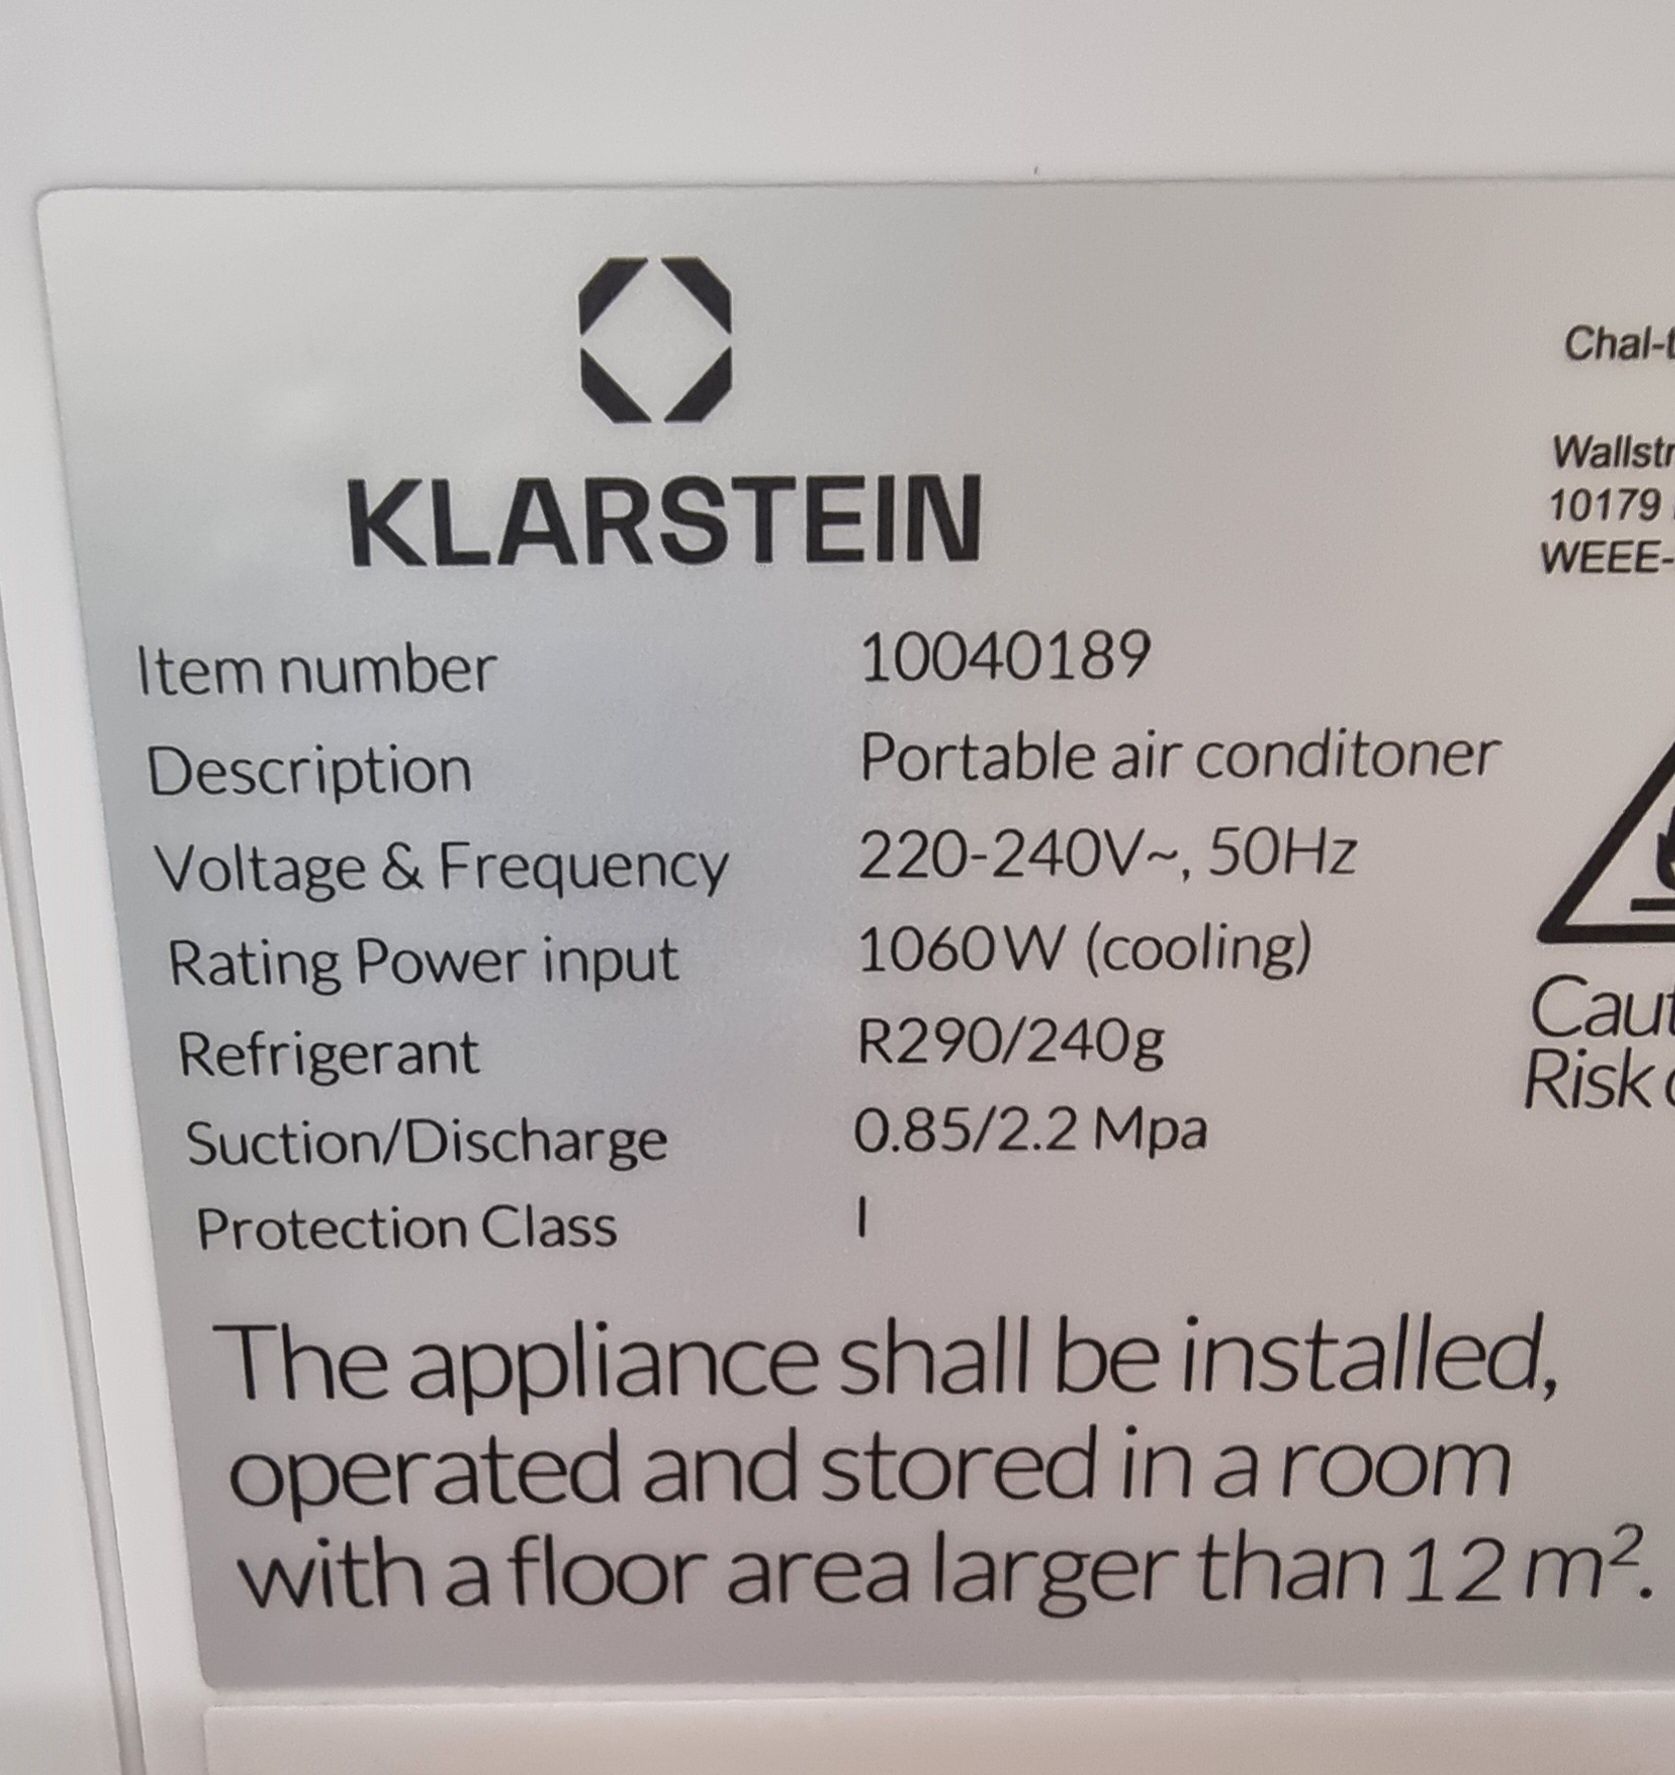 KLARSTEIN
Chal-t
Wallstr
10179
WEEE-
Item number 10040189
Description Portable air conditoner
Voltage & Frequency 220-240V~, 50Hz
Rating Power input 1060W (cooling)
Refrigerant R290/240g
Suction/Discharge 0.85/2.2 Mpa
Protection Class I
Caut
Risk
The appliance shall be installed,
operated and stored in a room
with a floor area larger than 12 m².